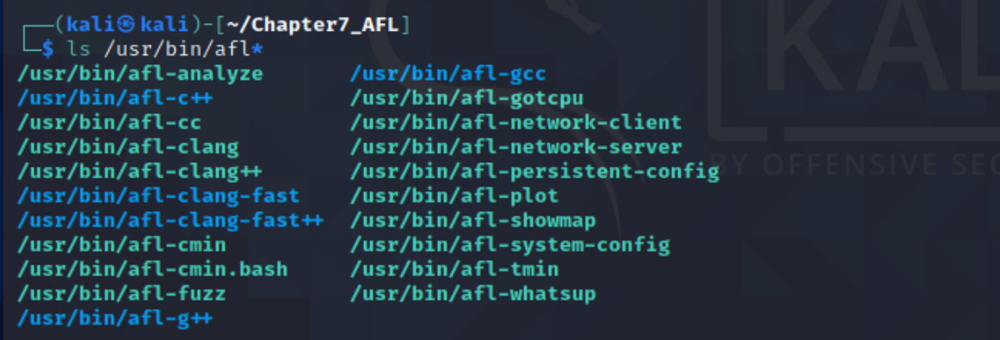 ┌──(kali㉿kali)-[~/Chapter7_AFL]
└─$ ls /usr/bin/afl*
/usr/bin/afl-analyze /usr/bin/afl-gcc
/usr/bin/afl-c++ /usr/bin/afl-gotcpu
/usr/bin/afl-cc /usr/bin/afl-network-client
/usr/bin/afl-clang /usr/bin/afl-network-server
/usr/bin/afl-clang++ /usr/bin/afl-persistent-config
/usr/bin/afl-clang-fast /usr/bin/afl-plot
/usr/bin/afl-clang-fast++ /usr/bin/afl-showmap
/usr/bin/afl-cmin /usr/bin/afl-system-config
/usr/bin/afl-cmin.bash /usr/bin/afl-tmin
/usr/bin/afl-fuzz /usr/bin/afl-whatsup
/usr/bin/afl-g++
KAL
BY OFFENSIVE SEC